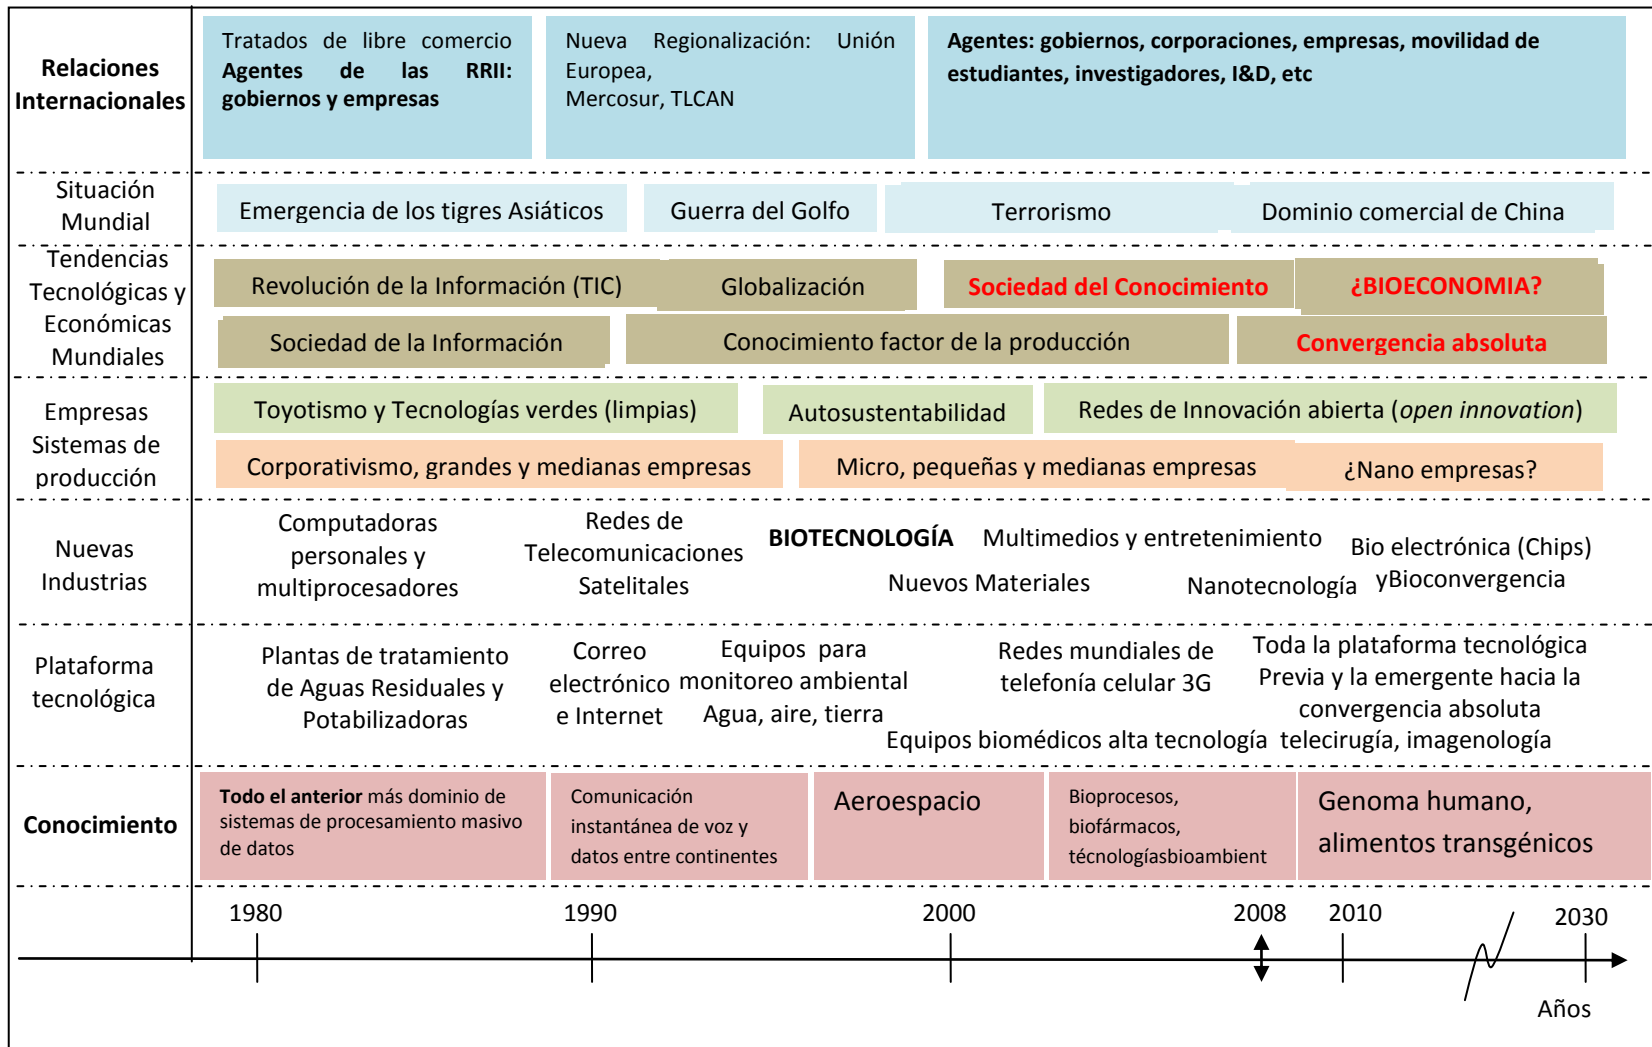 Relaciones
Internacionales
Tratados de libre comercio
Agentes de las RRII:
gobiernos y empresas
Nueva Regionalización: Unión
Europea,
Mercosur, TLCAN
Agentes: gobiernos, corporaciones, empresas, movilidad de
estudiantes, investigadores, I&D, etc
Situación
Mundial
Emergencia de los tigres Asiáticos
Guerra del Golfo
Terrorismo
Dominio comercial de China
Tendencias
Tecnológicas y
Económicas
Mundiales
Revolución de la Información (TIC)
Globalización
Sociedad del Conocimiento
¿BIOECONOMIA?
Sociedad de la Información
Conocimiento factor de la producción
Convergencia absoluta
Empresas
Sistemas de
producción
Toyotismo y Tecnologías verdes (limpias)
Autosustentabilidad
Redes de Innovación abierta (open innovation)
Corporativismo, grandes y medianas empresas
Micro, pequeñas y medianas empresas
¿Nano empresas?
Nuevas
Industrias
Computadoras
personales y
multiprocesadores
Redes de
Telecomunicaciones
Satelitales
BIOTECNOLOGÍA
Multimedios y entretenimiento
Nuevos Materiales
Nanotecnología
Bio electrónica (Chips)
yBioconvergencia
Plataforma
tecnológica
Plantas de tratamiento
de Aguas Residuales y
Potabilizadoras
Correo
electrónico
e Internet
Equipos para
monitoreo ambiental
Agua, aire, tierra
Redes mundiales de
telefonía celular 3G
Equipos biomédicos alta tecnología
Toda la plataforma tecnológica
Previa y la emergente hacia la
convergencia absoluta
telecirugía, imagenología
Conocimiento
Todo el anterior más dominio de
sistemas de procesamiento masivo
de datos
Comunicación
instantánea de voz y
datos entre continentes
Aeroespacio
Bioprocesos,
biofármacos,
técnologíasbioambient
Genoma humano,
alimentos transgénicos
1980
1990
2000
2008
2010
2030
Años